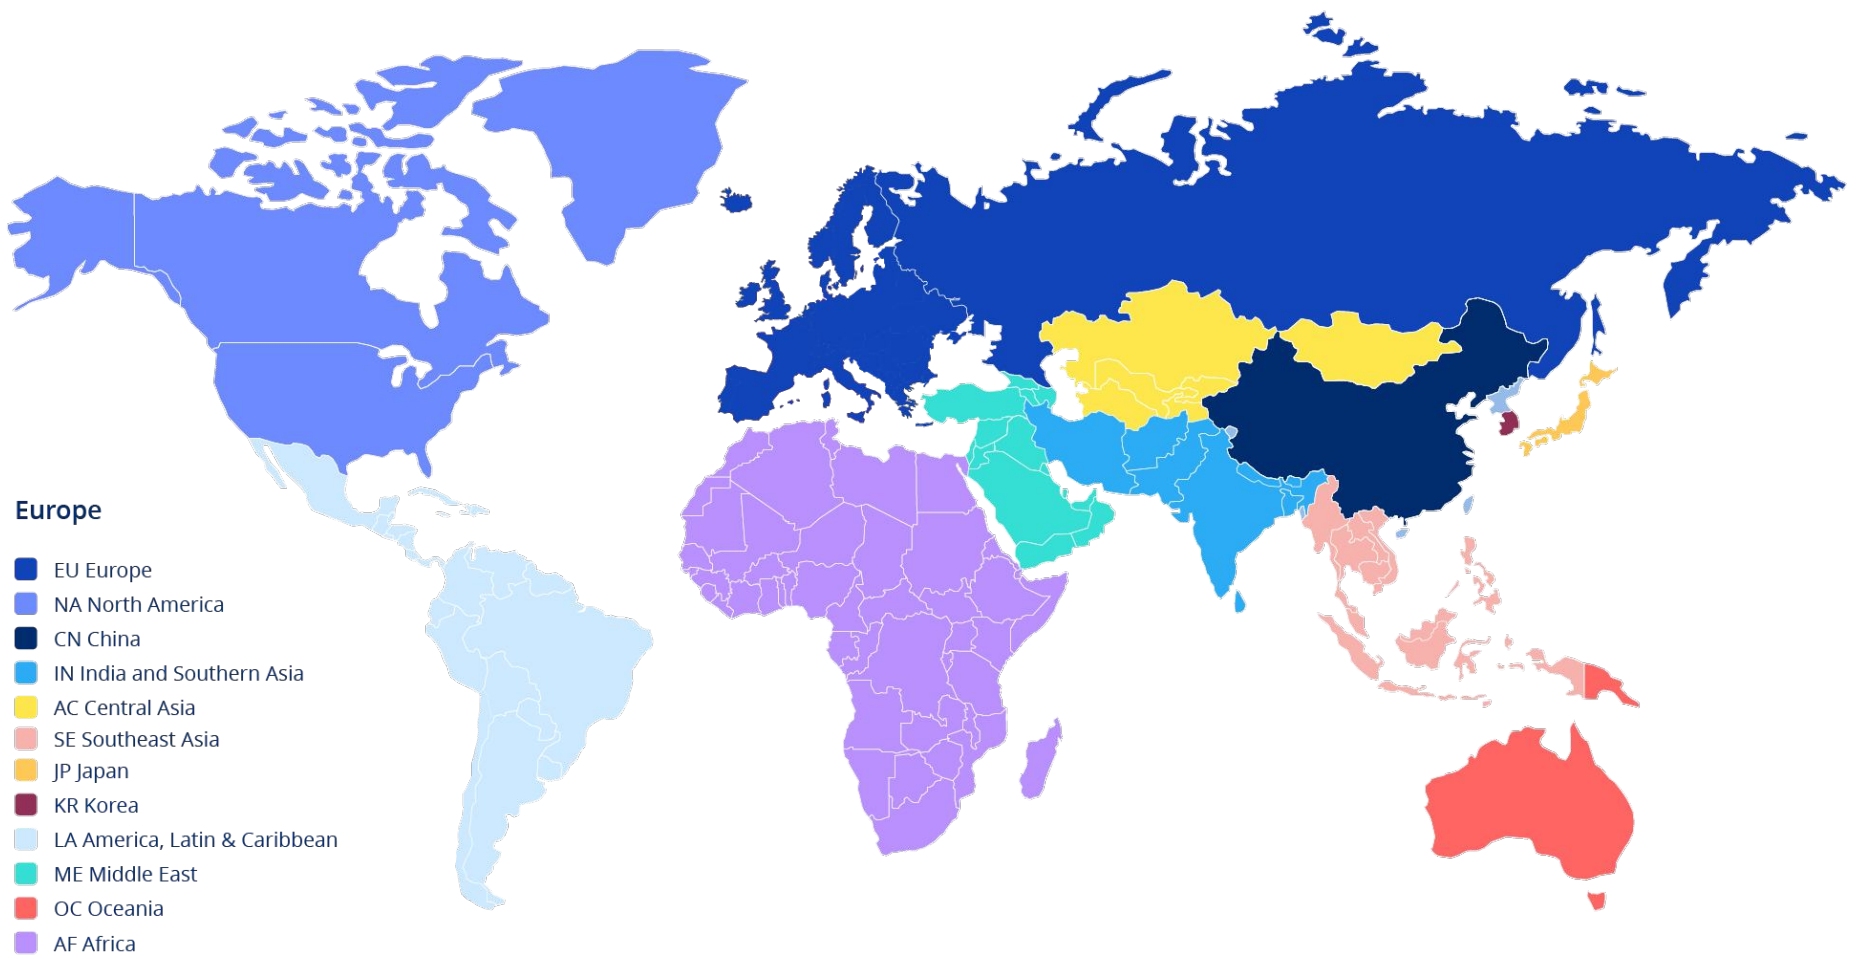 Europe
EU Europe
NA North America
CN China
IN India and Southern Asia
AC Central Asia
SE Southeast Asia
JP Japan
KR Korea
LA America, Latin & Caribbean
ME Middle East
OC Oceania
AF Africa